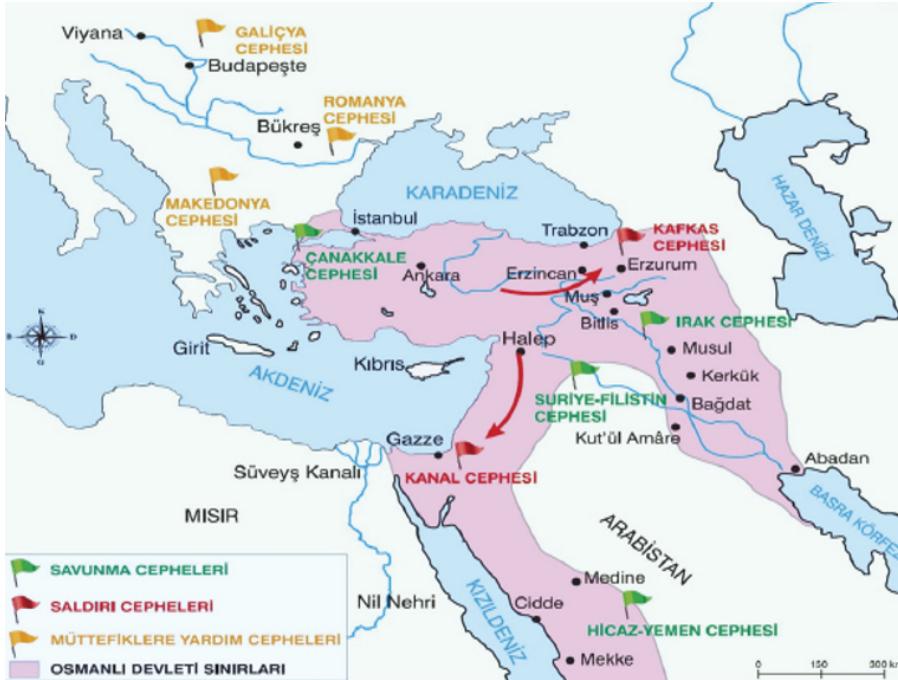 Viyana
GALİÇYA
CEPHESİ
Budapeşte
ROMANYA
CEPHESİ
Bükreş
MAKEDONYA
CEPHESİ
KARADENİZ
HAZAR DENİZİ
İstanbul
Trabzon
KAFKAS
CEPHESİ
ÇANAKKALE
CEPHESİ
Ankara
Erzincan
Erzurum
Muş
Bitlis
IRAK CEPHESİ
Girit
Kıbrıs
Halep
Musul
AKDENİZ
Kerkük
SURİYE-FİLİSTİN
CEPHESİ
Bağdat
Kut'ül Amâre
Gazze
Süveyş Kanalı
KANAL CEPHESİ
Abadan
BASRA KÖRFEZ
MISIR
ARABİSTAN
Medine
Nil Nehri
KIZILDENİZ
Cidde
HİCAZ-YEMEN CEPHESİ
Mekke
SAVUNMA CEPHELERİ
SALDIRI CEPHELERİ
MÜTTEFİKLERE YARDIM CEPHELERİ
OSMANLI DEVLETİ SINIRLARI
0 150 300 k